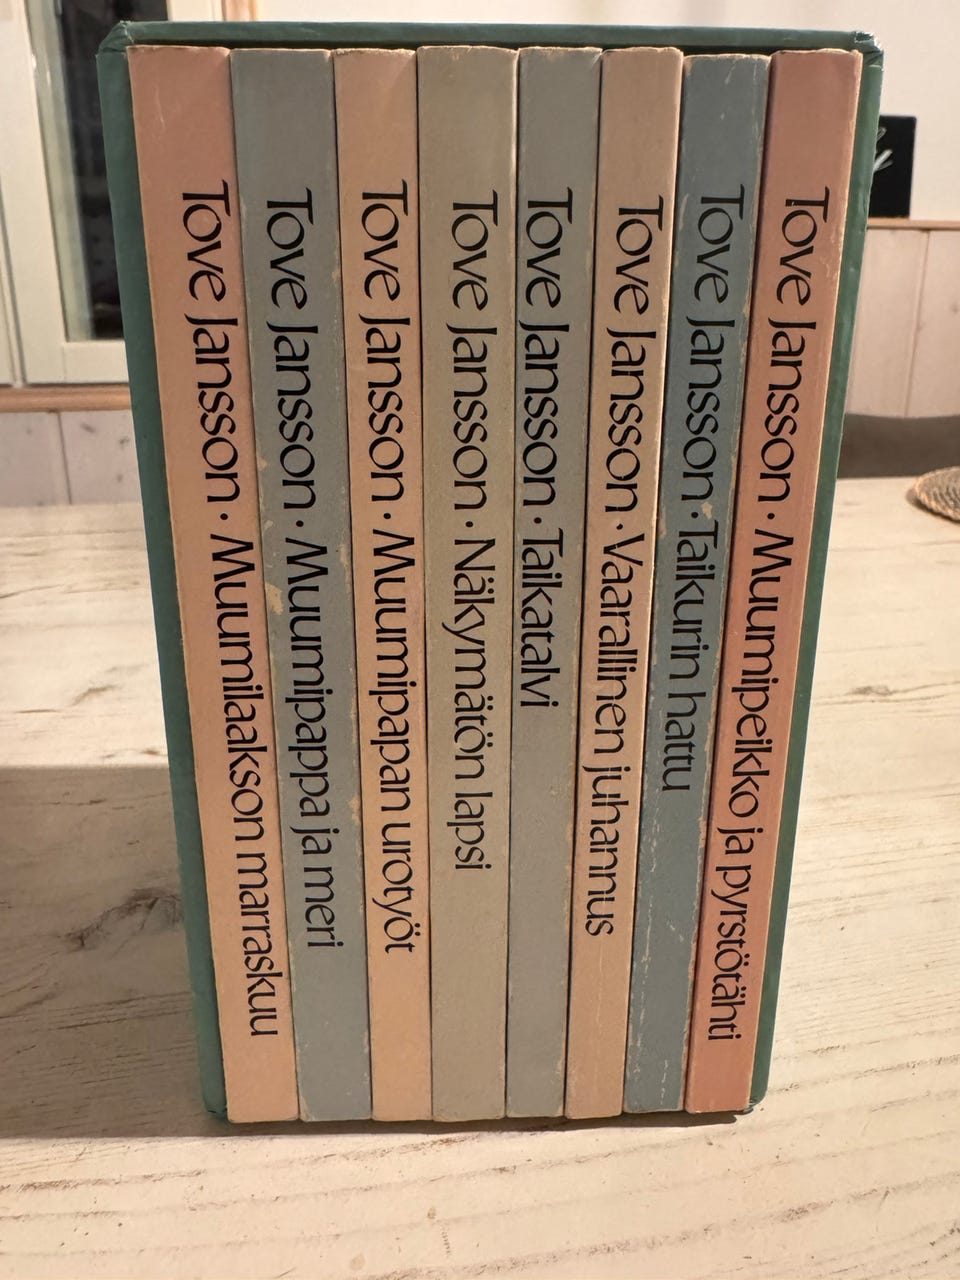 Tove Jansson · Muumilaakson marraskuu
Tove Jansson · Muumipappa ja meri
Tove Jansson · Muumipapan urotyöt
Tove Jansson · Näkymätön lapsi
Tove Jansson · Taikatalvi
Tove Jansson · Vaarallinen juhannus
Tove Jansson · Taikurin hattu
Tove Jansson · Muumipeikko ja pyrstötähti